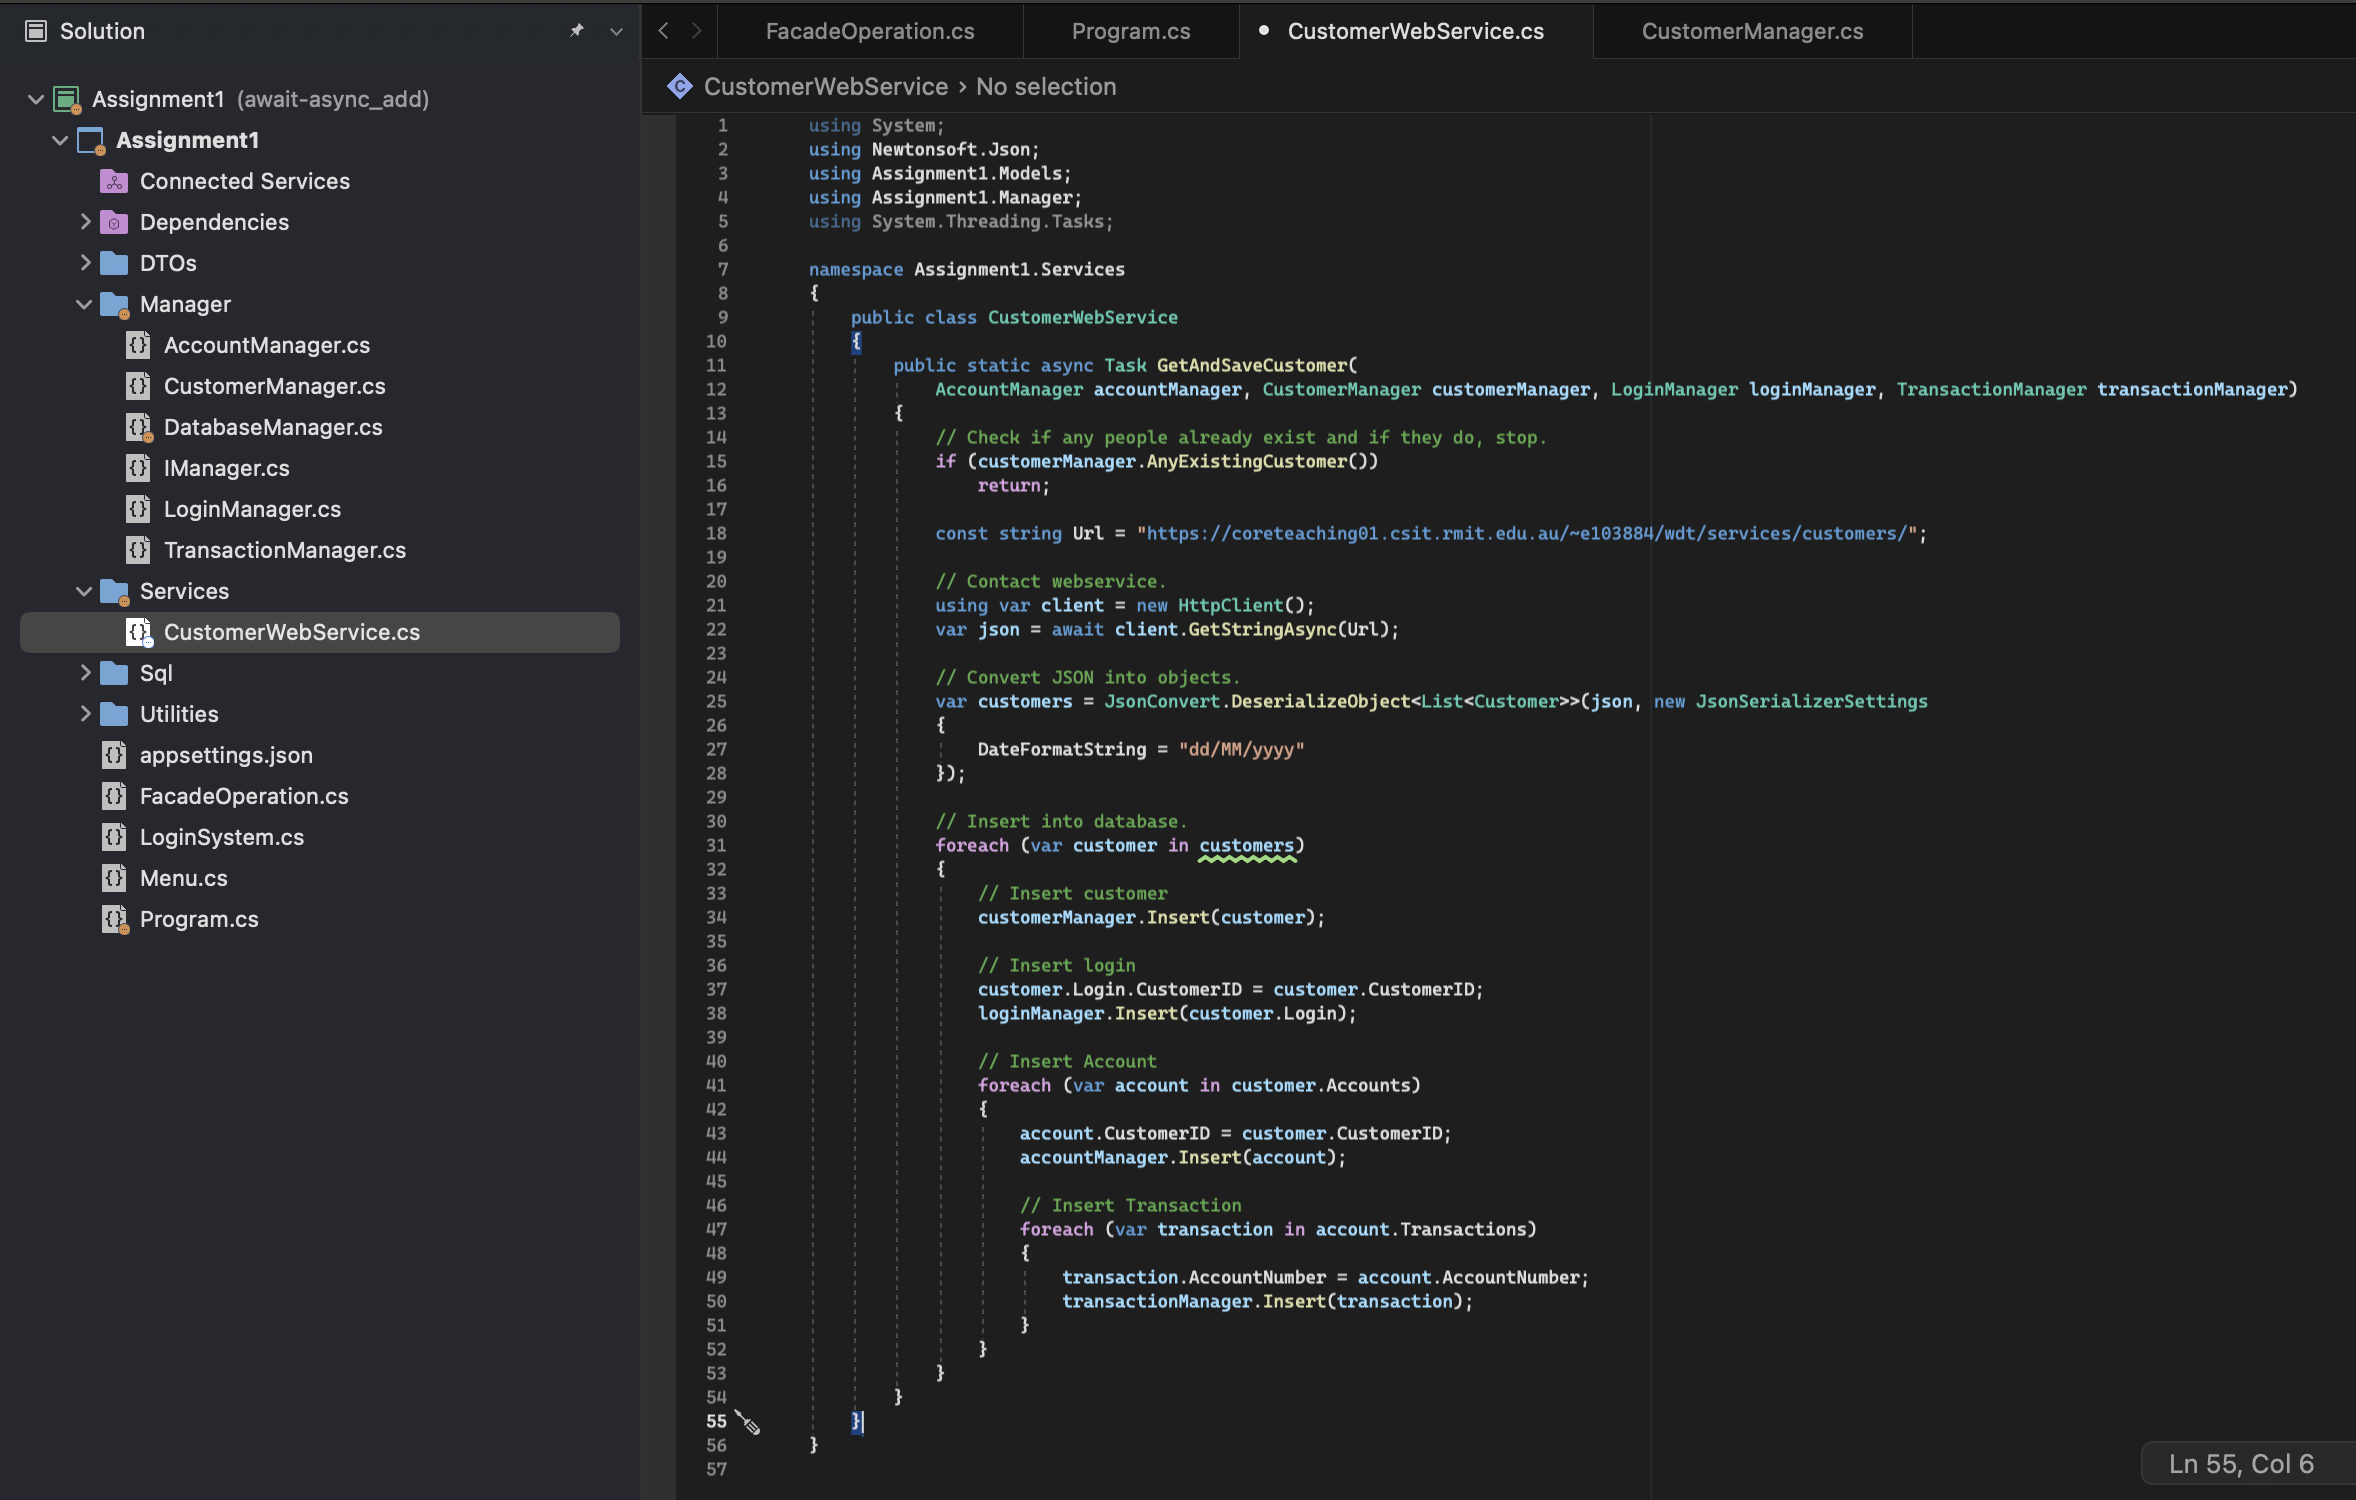 Solution
Assignment1 (await-async_add)
Assignment1
Connected Services
Dependencies
DTOs
Manager
AccountManager.cs
CustomerManager.cs
DatabaseManager.cs
IManager.cs
LoginManager.cs
TransactionManager.cs
Services
CustomerWebService.cs
Sql
Utilities
appsettings.json
FacadeOperation.cs
LoginSystem.cs
Menu.cs
Program.cs
FacadeOperation.cs Program.cs CustomerWebService.cs CustomerManager.cs
C CustomerWebService › No selection
1 using System;
2 using Newtonsoft.Json;
3 using Assignment1.Models;
4 using Assignment1.Manager;
5 using System.Threading.Tasks;
6
7 namespace Assignment1.Services
8 {
9 public class CustomerWebService
10 {
11 public static async Task GetAndSaveCustomer(
12 AccountManager accountManager, CustomerManager customerManager, LoginManager loginManager, TransactionManager transactionManager)
13 {
14 // Check if any people already exist and if they do, stop.
15 if (customerManager.AnyExistingCustomer())
16 return;
17
18 const string Url = "https://coreteaching01.csit.rmit.edu.au/~e103884/wdt/services/customers/";
19
20 // Contact webservice.
21 using var client = new HttpClient();
22 var json = await client.GetStringAsync(Url);
23
24 // Convert JSON into objects.
25 var customers = JsonConvert.DeserializeObject<List<Customer>>(json, new JsonSerializerSettings
26 {
27 DateFormatString = "dd/MM/yyyy"
28 });
29
30 // Insert into database.
31 foreach (var customer in customers)
32 {
33 // Insert customer
34 customerManager.Insert(customer);
35
36 // Insert login
37 customer.Login.CustomerID = customer.CustomerID;
38 loginManager.Insert(customer.Login);
39
40 // Insert Account
41 foreach (var account in customer.Accounts)
42 {
43 account.CustomerID = customer.CustomerID;
44 accountManager.Insert(account);
45
46 // Insert Transaction
47 foreach (var transaction in account.Transactions)
48 {
49 transaction.AccountNumber = account.AccountNumber;
50 transactionManager.Insert(transaction);
51 }
52 }
53 }
54 }
55 }
56 }
57
Ln 55, Col 6